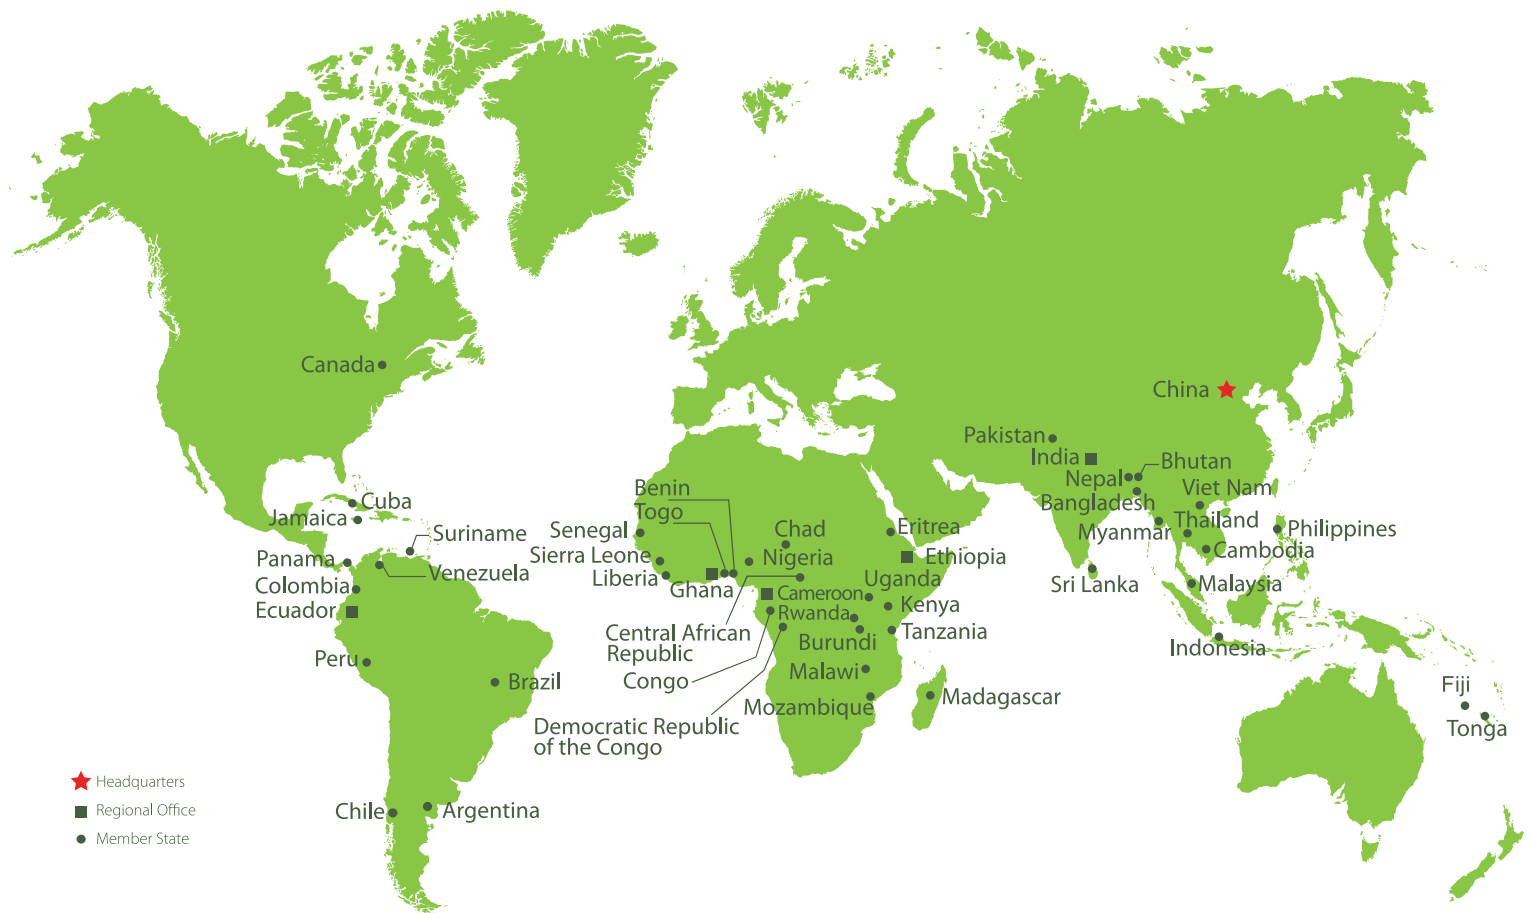 Canada
China
Pakistan
India
Bhutan
Nepal
Benin
Viet Nam
Cuba
Bangladesh
Togo
Jamaica
Thailand
Suriname
Senegal
Chad
Eritrea
Myanmar
Philippines
Cambodia
Sierra Leone
Nigeria
Ethiopia
Panama
Venezuela
Liberia
Uganda
Sri Lanka
Malaysia
Colombia
Ghana
Cameroon
Ecuador
Rwanda
Kenya
Central African
Republic
Tanzania
Burundi
Indonesia
Peru
Malawi
Congo
Brazil
Fiji
Madagascar
Mozambique
Democratic Republic
of the Congo
Tonga
Headquarters
Regional Office
Chile
Argentina
Member State